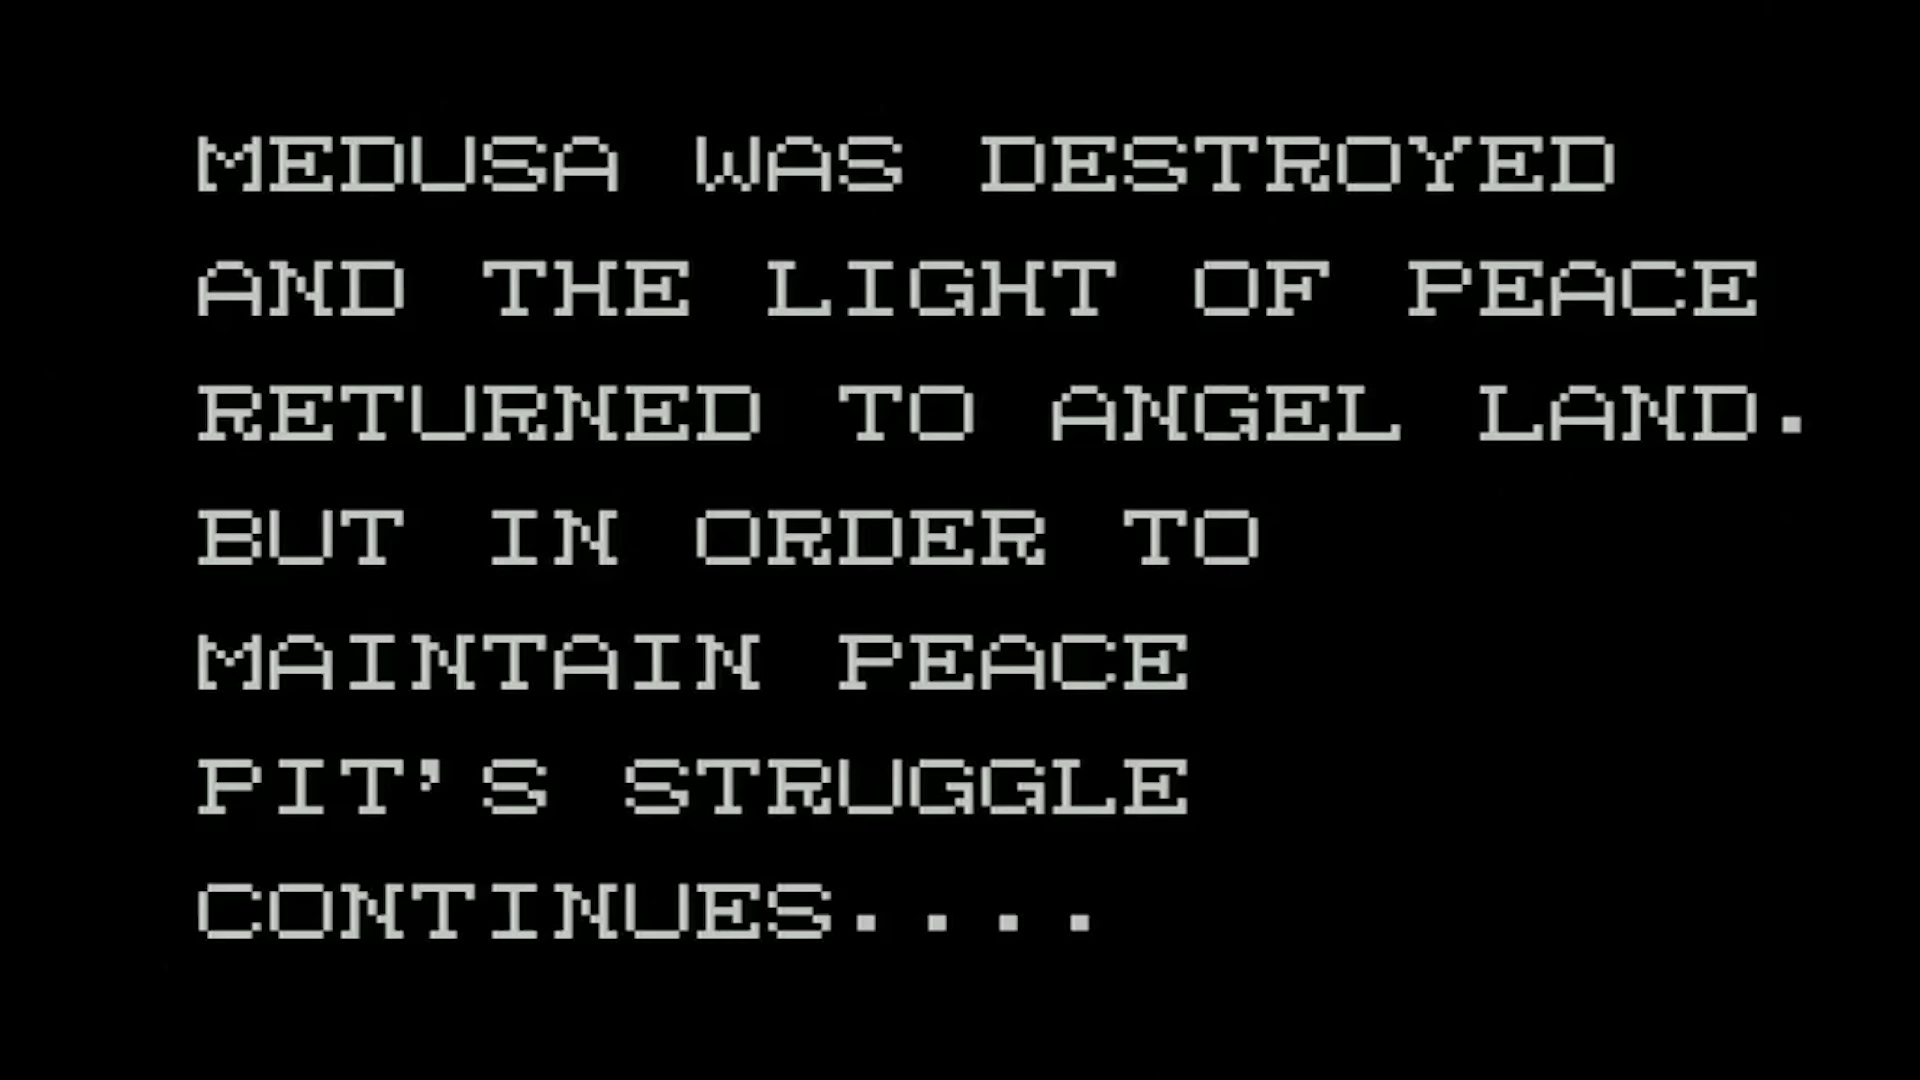 MEDUSA WAS DESTROYED
AND THE LIGHT OF PEACE
RETURNED TO ANGEL LAND.
BUT IN ORDER TO
MAINTAIN PEACE
PIT'S STRUGGLE
CONTINUES....